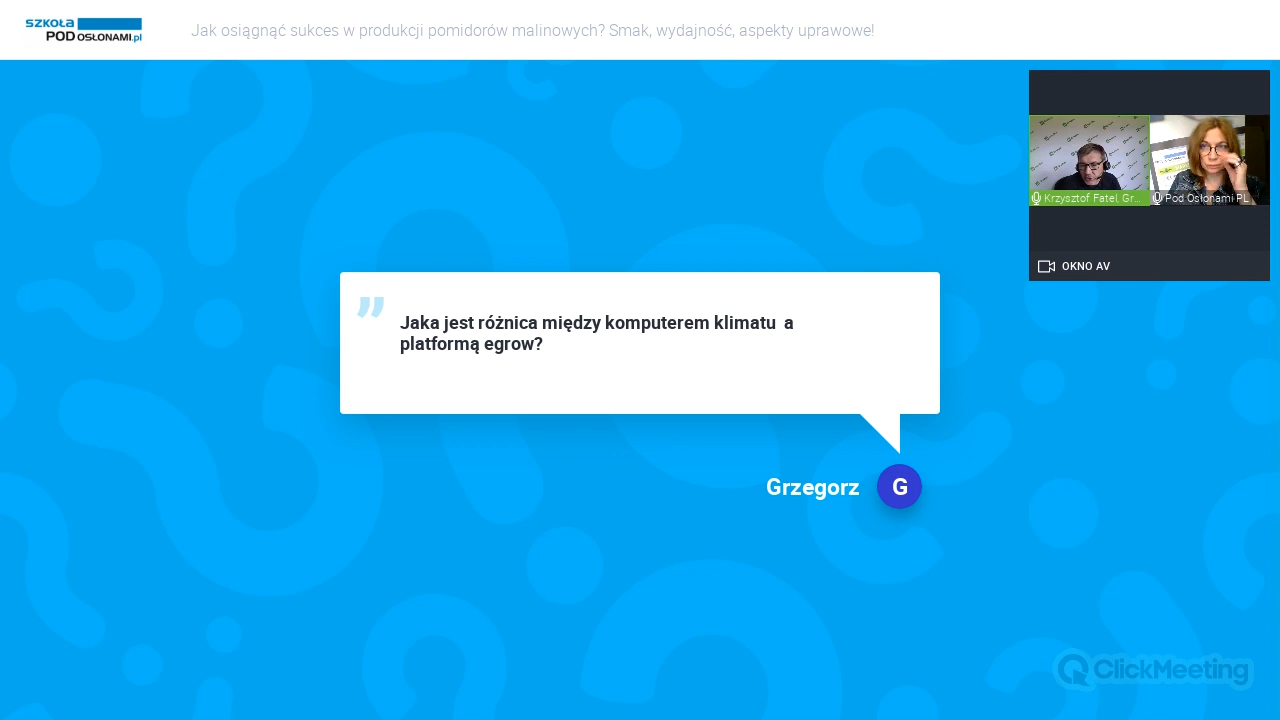 SZKOŁA
POD OSŁONAMI.pl
Jak osiągnąć sukces w produkcji pomidorów malinowych? Smak, wydajność, aspekty uprawowe!
Krzysztof Fatel, Gr...
Pod Osłonami PL
OKNO AV
Jaka jest różnica między komputerem klimatu a
platformą egrow?
Grzegorz
G
ClickMeeting